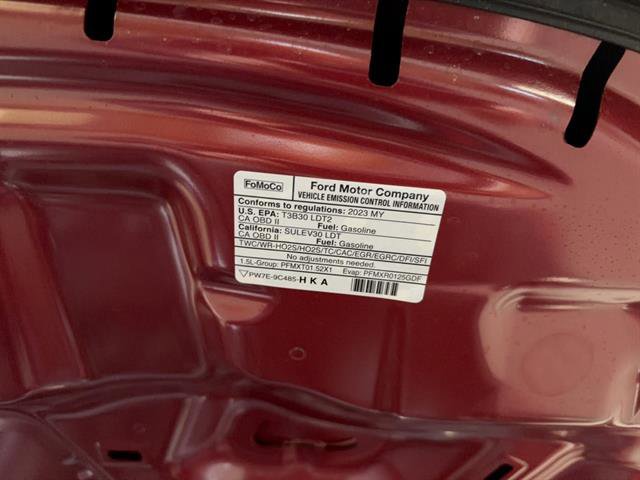 FoMoCo
Ford Motor Company
VEHICLE EMISSION CONTROL INFORMATION
Conforms to regulations: 2023 MY
U.S. EPA: T3B30 LDT2
Fuel: Gasoline
CA OBD II
California: SULEV30 LDT
Fuel: Gasoline
CA OBD II
TWC/WR-HO2S/HO2S/TC/CAC/EGR/EGRC/DFI/SFI
No adjustments needed.
1.5L-Group: PFMXT01.52X1 Evap: PFMXR0125GDF
PW7E-9C485-HKA